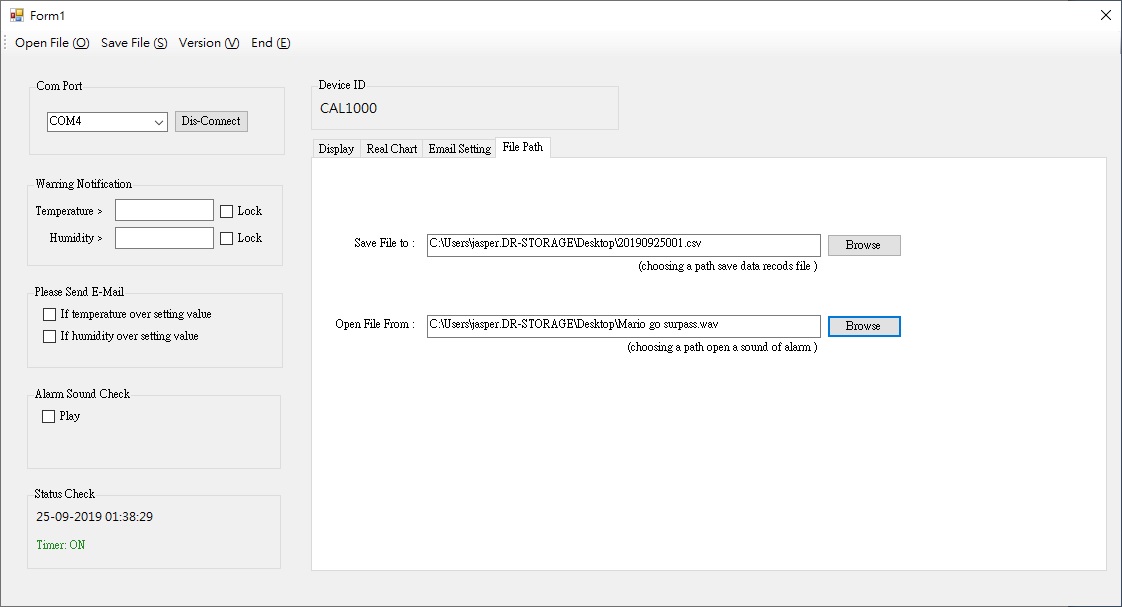 Form1
Open File (O) Save File (S) Version (V) End (E)
Com Port
COM4
Dis-Connect
Device ID
CAL1000
Display Real Chart Email Setting File Path
Warring Notification
Temperature > Lock
Humidity > Lock
Please Send E-Mail
If temperature over setting value
If humidity over setting value
Alarm Sound Check
Play
Status Check
25-09-2019 01:38:29
Timer: ON
Save File to : C:\Users\jasper.DR-STORAGE\Desktop\20190925001.csv Browse
(choosing a path save data recods file )
Open File From : C:\Users\jasper.DR-STORAGE\Desktop\Mario go surpass.wav Browse
(choosing a path open a sound of alarm )